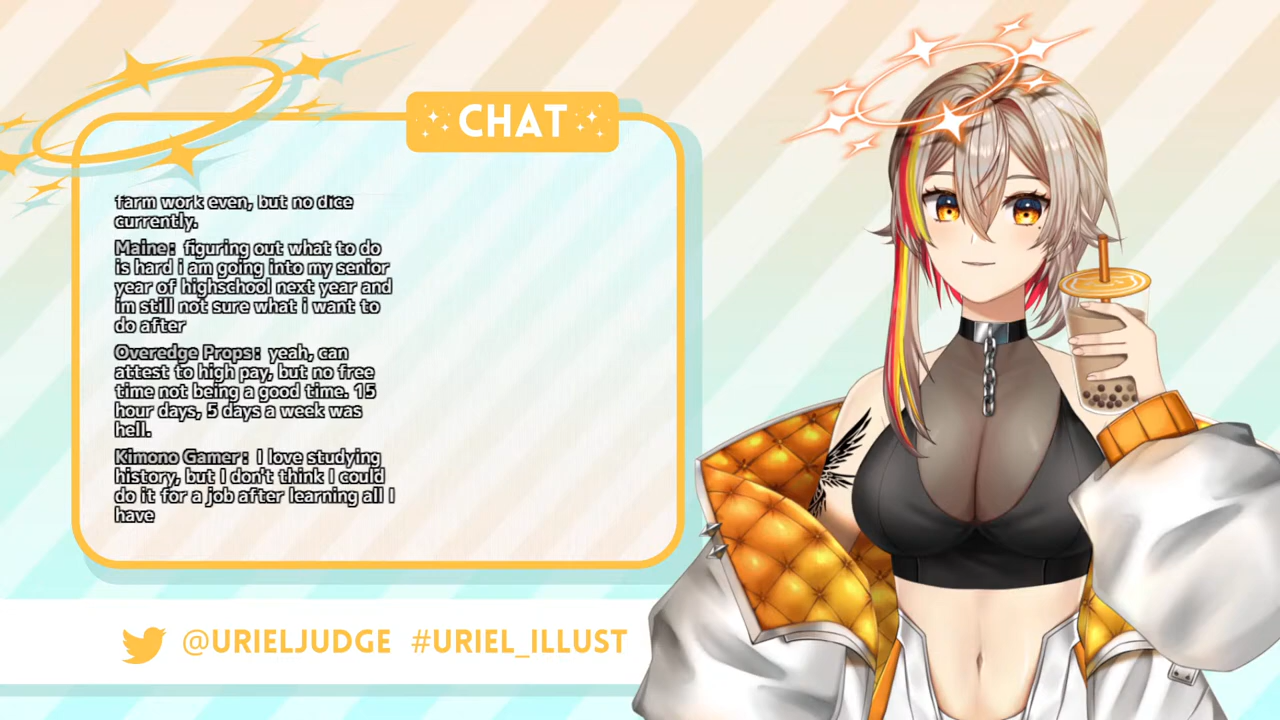 CHAT
farm work even, but no dice
currently.
Maine: figuring out what to do
is hard i am going into my senior
year of highschool next year and
im still not sure what i want to
do after
Overedge Props: yeah, can
attest to high pay, but no free
time not being a good time. 15
hour days, 5 days a week was
hell.
Kimono Gamer: I love studying
history, but I don't think I could
do it for a job after learning all I
have
@URIELJUDGE #URIEL_ILLUST